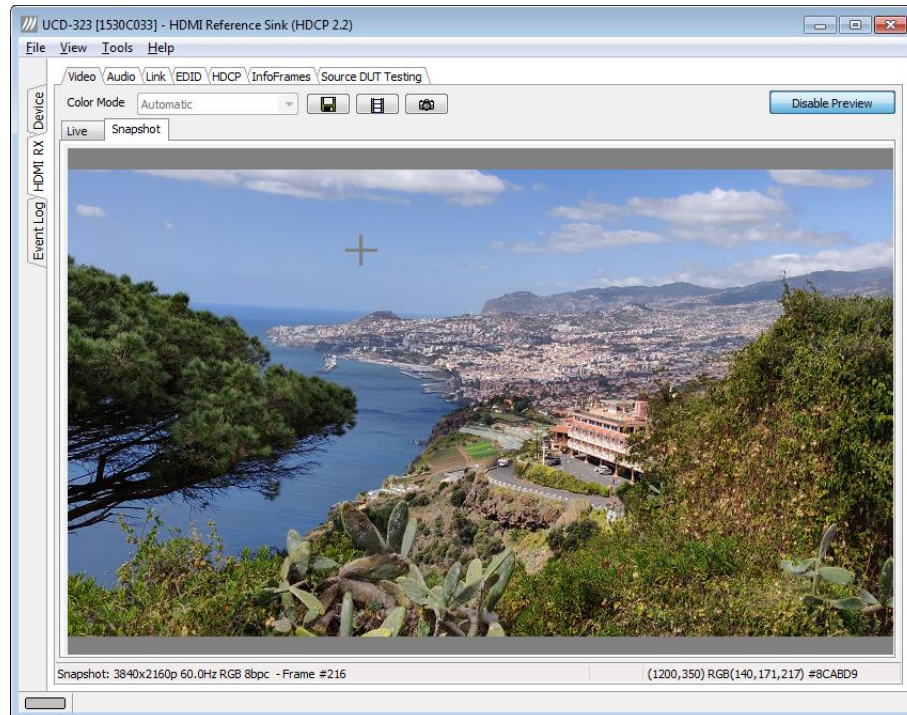 UCD-323 [1530C033] - HDMI Reference Sink (HDCP 2.2)
File View Tools Help
Device
HDMI RX
Event Log
Video Audio Link EDID HDCP InfoFrames Source DUT Testing
Color Mode Automatic Disable Preview
Live Snapshot
Snapshot: 3840x2160p 60.0Hz RGB 8bpc - Frame #216 (1200,350) RGB(140,171,217) #8CABD9